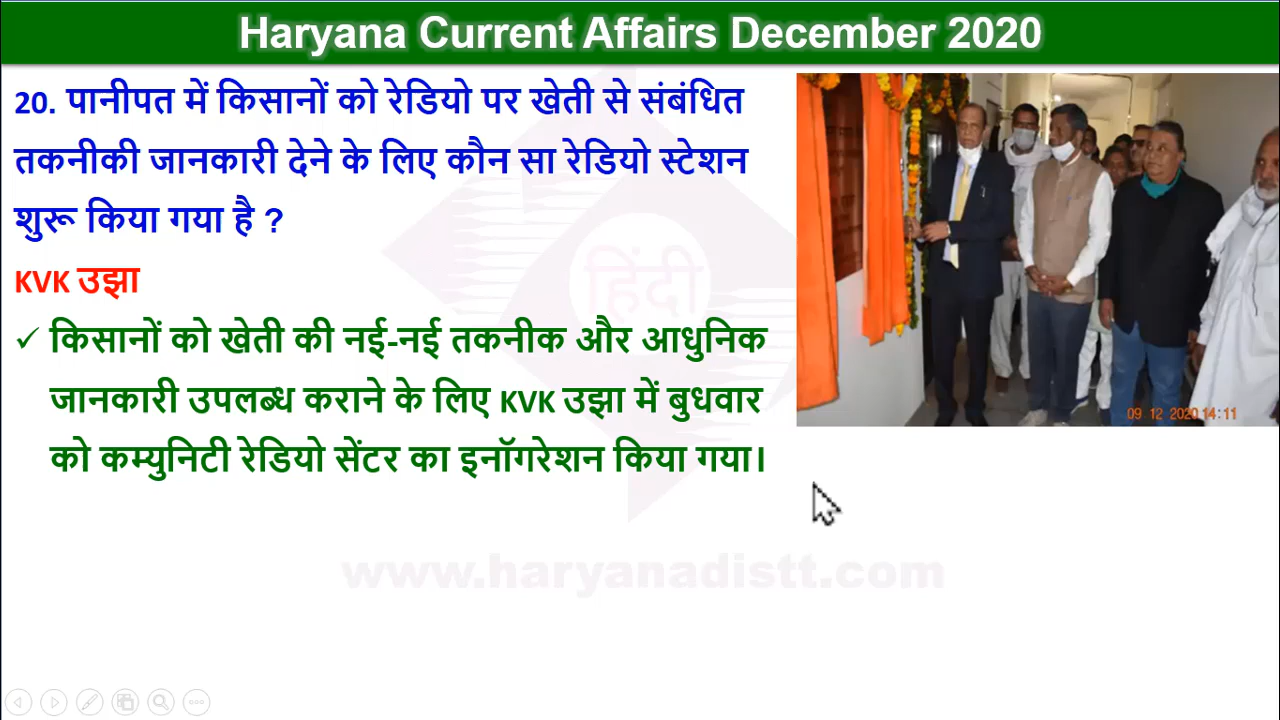 Haryana Current Affairs December 2020
20. पानीपत में किसानों को रेडियो पर खेती से संबंधित
तकनीकी जानकारी देने के लिए कौन सा रेडियो स्टेशन
शुरू किया गया है ?
KVK उझा
✓ किसानों को खेती की नई-नई तकनीक और आधुनिक
जानकारी उपलब्ध कराने के लिए KVK उझा में बुधवार
को कम्युनिटी रेडियो सेंटर का इनॉगरेशन किया गया।
09 12 2020 14:11
हिंदी
www.haryanadistt.com